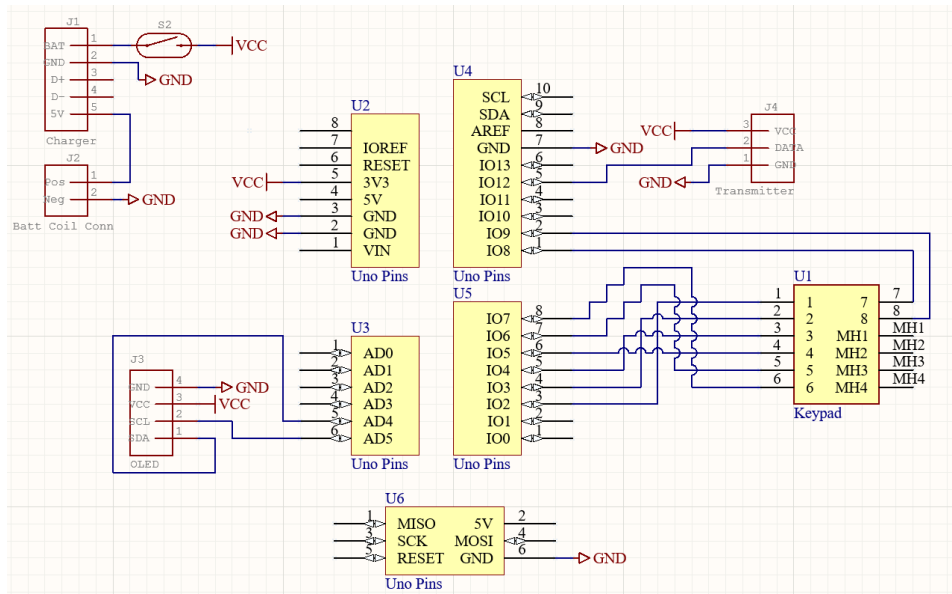 J1
BAT 1
GND 2
D+ 3
D- 4
5V 5
Charger
S2
VCC
GND
J2
Pos 1
Neg 2
GND
Batt Coil Conn
U2
8
7 IOREF
6 RESET
VCC 5 3V3
4 5V
GND 3 GND
GND 2 GND
1 VIN
Uno Pins
U4
SCL 10
SDA 9
AREF 8
GND 7 GND
IO13 6
IO12 5
IO11 4
IO10 3
IO9 2
IO8 1
Uno Pins
J4
VCC 3 VCC
2 DATA
GND 1 GND
Transmitter
U5
IO7 8
IO6 7
IO5 6
IO4 5
IO3 4
IO2 3
IO1 2
IO0 1
Uno Pins
U1
1 1 7 7
2 2 8 8
3 3 MH1 MH1
4 4 MH2 MH2
5 5 MH3 MH3
6 6 MH4 MH4
Keypad
U3
1 AD0
2 AD1
3 AD2
4 AD3
5 AD4
6 AD5
Uno Pins
J3
GND 4 GND
VCC 3 VCC
SCL 2
SDA 1
OLED
U6
1 MISO 5V 2
3 SCK MOSI 4
5 RESET GND 6 GND
Uno Pins